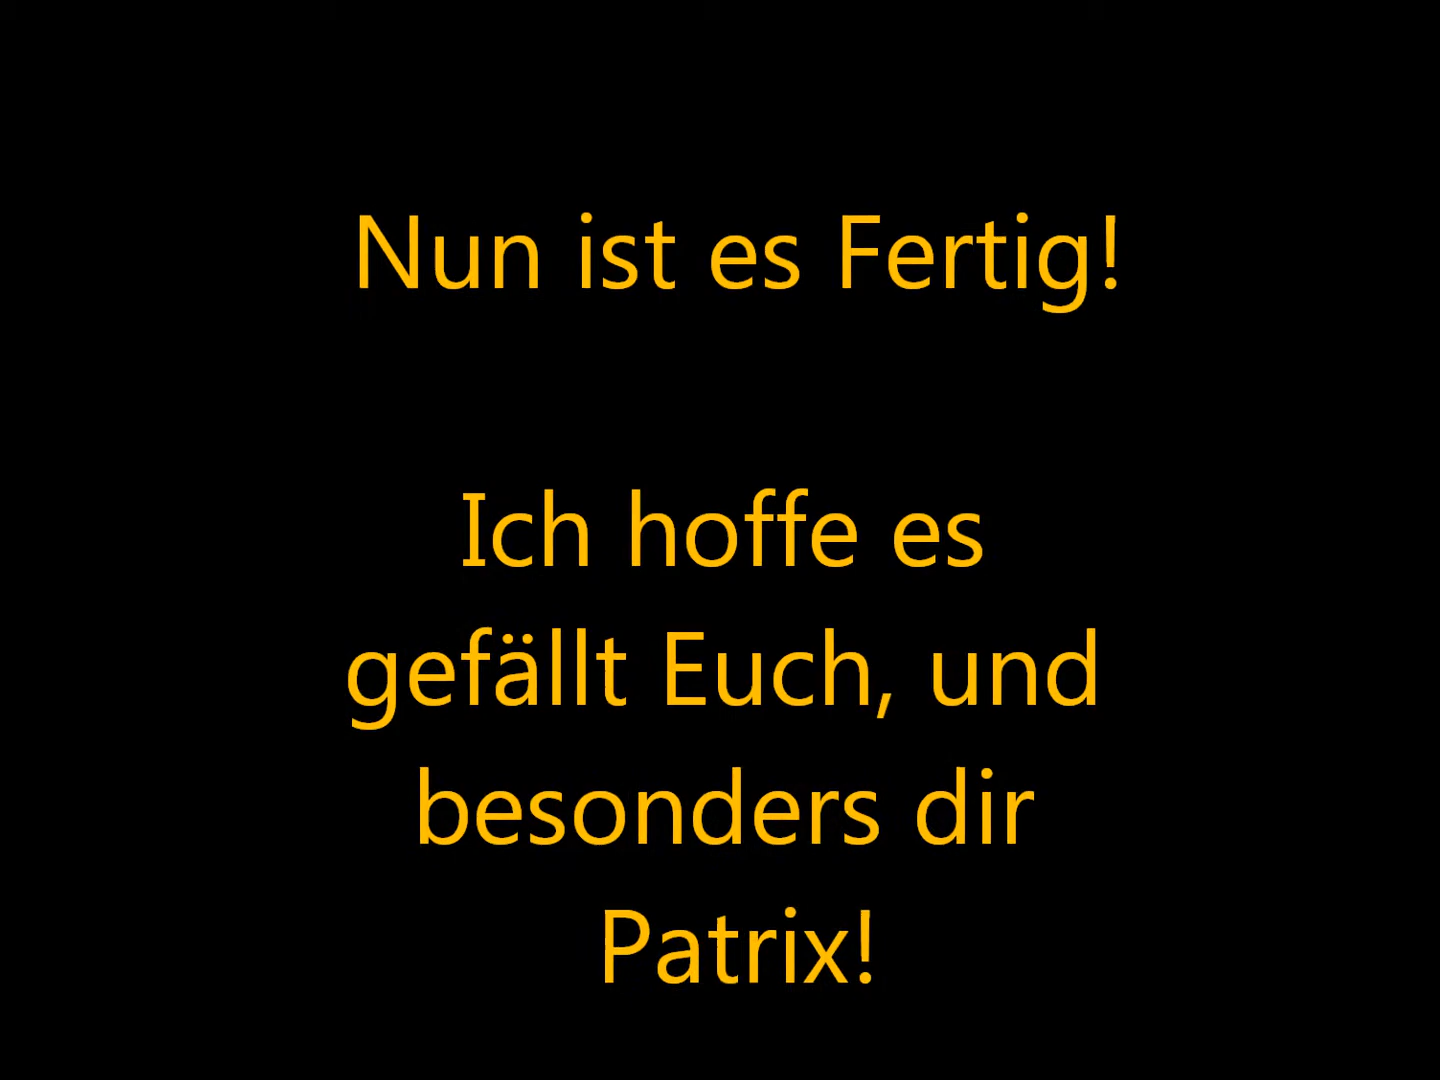 Nun ist es Fertig!
Ich hoffe es
gefällt Euch, und
besonders dir
Patrix!